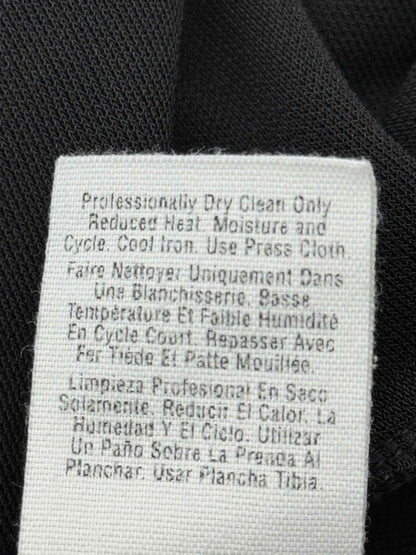 Professionally Dry Clean Only
Reduced Heat. Moisture and
Cycle. Cool Iron. Use Press Cloth.
Faire Nettoyer Uniquement Dans
Une Blanchisserie. Basse
Température Et Faible Humidité
En Cycle Court. Repasser Avec
Fer Tiède Et Patte Mouillée.
Limpieza Profesional En Saco
Solamente. Reducir El Calor. La
Humedad Y El Ciclo. Utilizar
Un Paño Sobre La Prenda Al
Planchar. Usar Plancha Tibia.